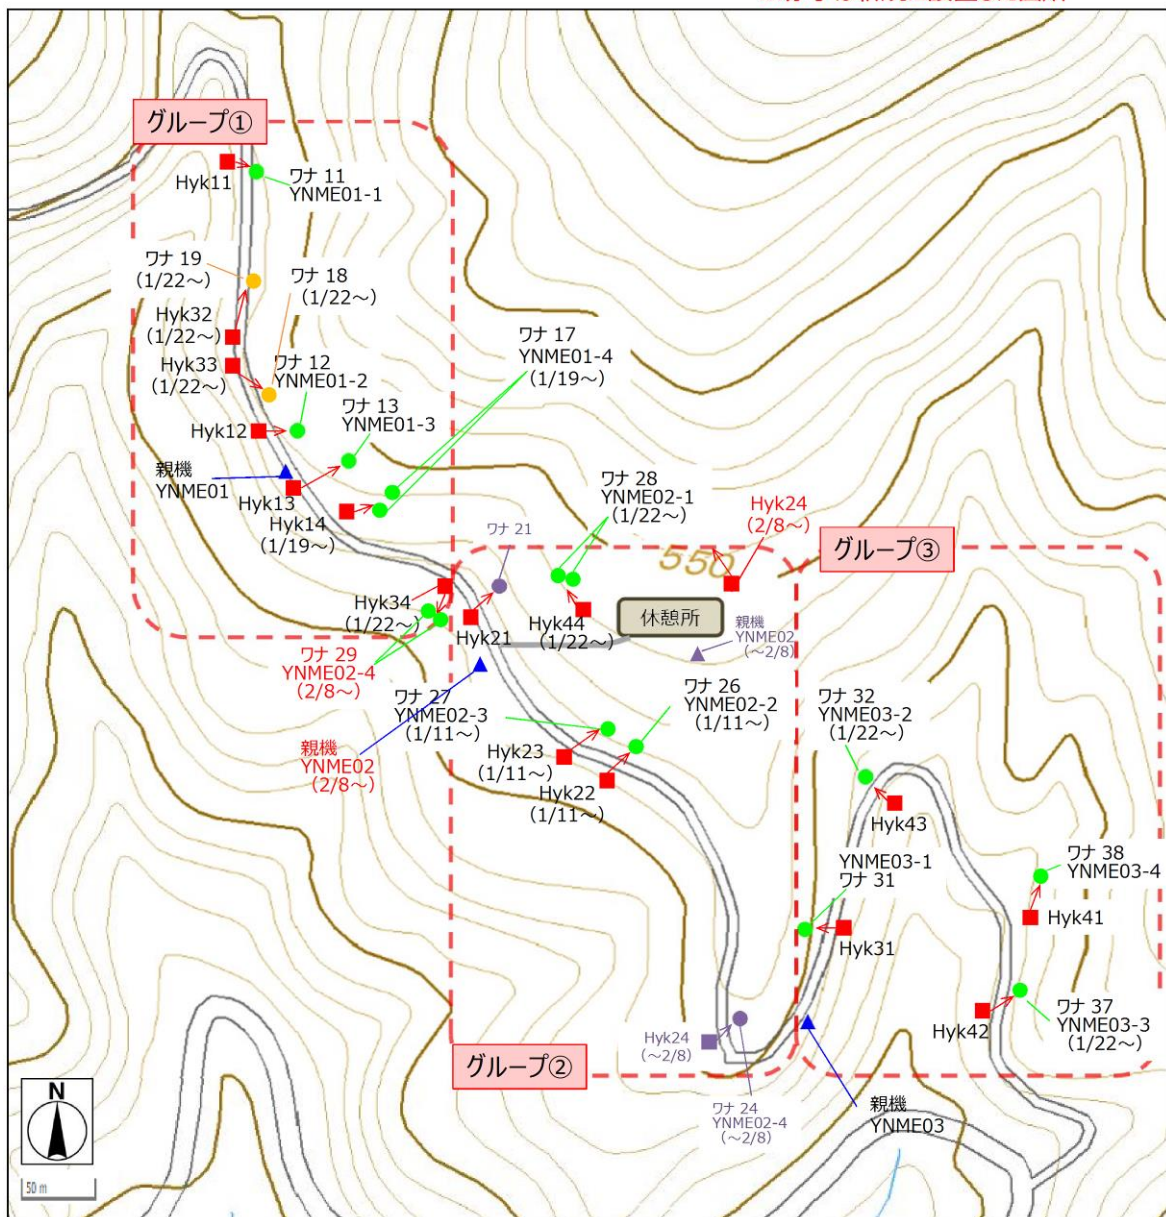 グループ①
Hyk11
ワナ 11
YNME01-1
ワナ 19
(1/22～)
ワナ 18
(1/22～)
Hyk32
(1/22～)
Hyk33
(1/22～)
ワナ 12
YNME01-2
ワナ 17
YNME01-4
(1/19～)
ワナ 13
YNME01-3
Hyk12
親機
YNME01
Hyk13
Hyk14
(1/19～)
ワナ 28
YNME02-1
(1/22～)
Hyk24
(2/8～)
ワナ 21
550
グループ③
Hyk34
(1/22～)
Hyk21
Hyk44
(1/22～)
休憩所
親機
YNME02
(～2/8)
ワナ 29
YNME02-4
(2/8～)
ワナ 27
YNME02-3
(1/11～)
ワナ 26
YNME02-2
(1/11～)
ワナ 32
YNME03-2
(1/22～)
親機
YNME02
(2/8～)
Hyk23
(1/11～)
Hyk22
(1/11～)
Hyk43
YNME03-1
ワナ 31
ワナ 38
YNME03-4
Hyk41
Hyk31
Hyk42
ワナ 37
YNME03-3
(1/22～)
Hyk24
(～2/8)
グループ②
ワナ 24
YNME02-4
(～2/8)
親機
YNME03
N
50 m